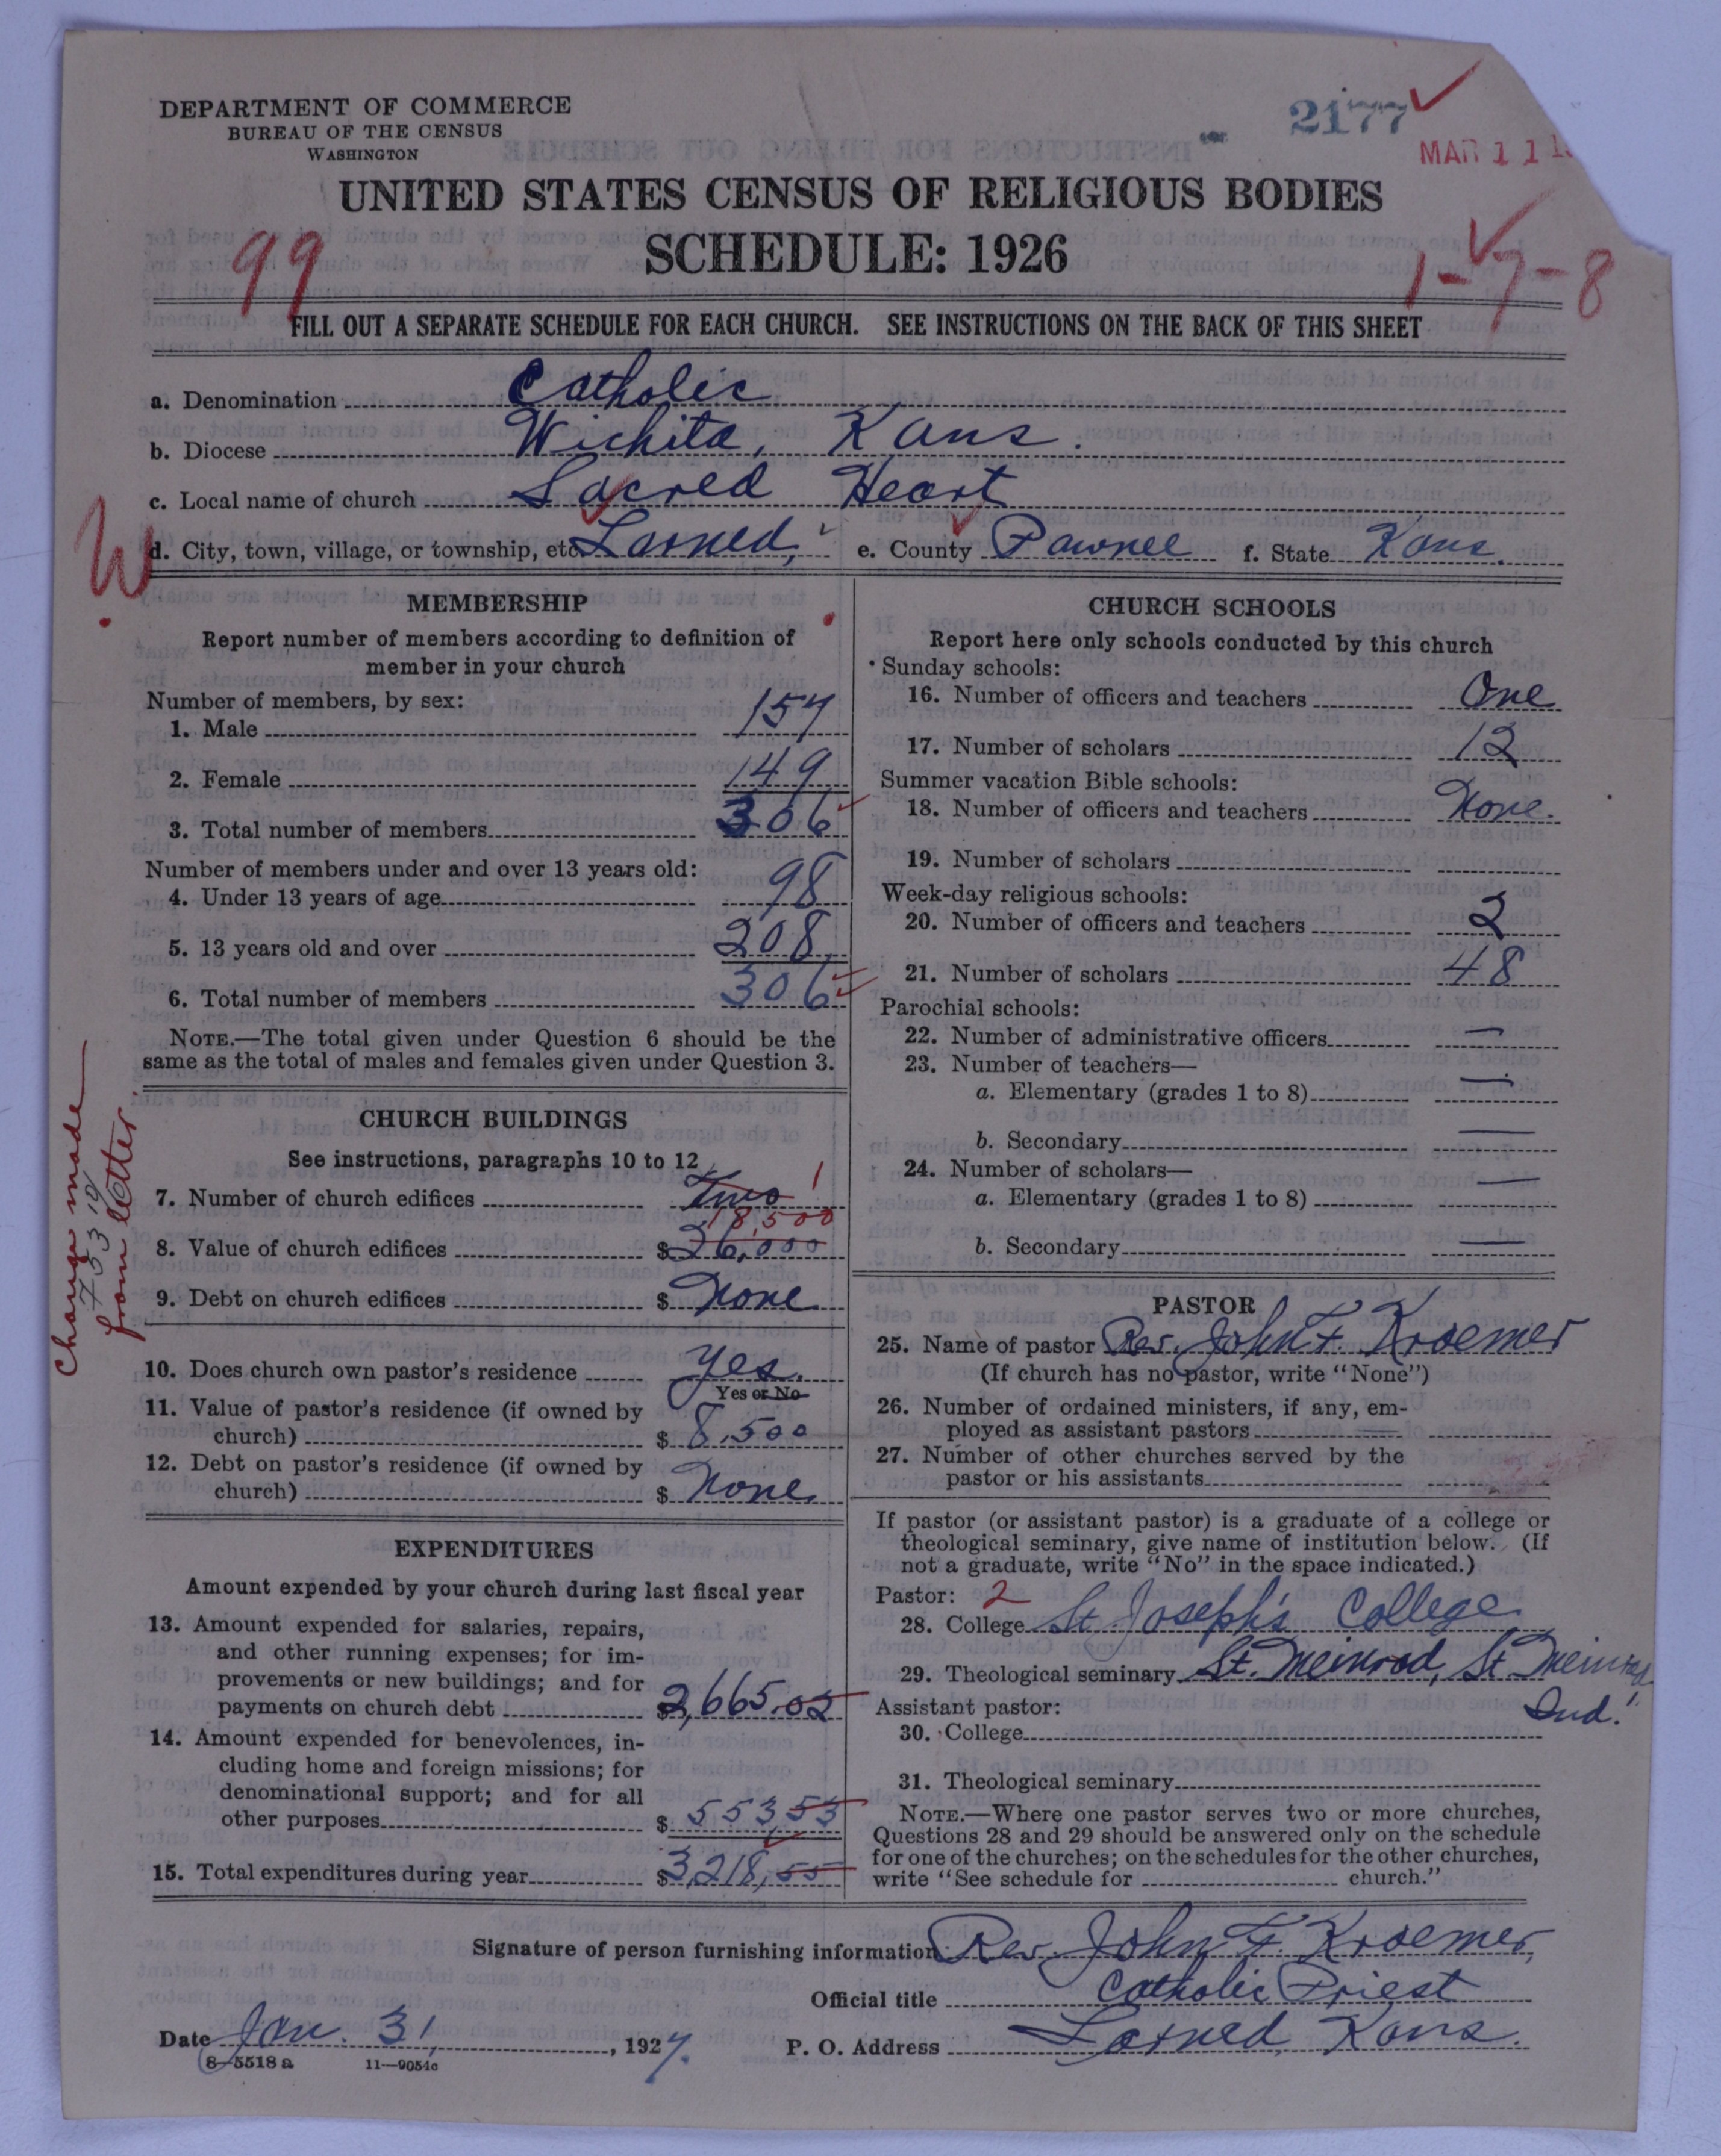 DEPARTMENT OF COMMERCE
BUREAU OF THE CENSUS
WASHINGTON
2177
MAR 11
UNITED STATES CENSUS OF RELIGIOUS BODIES
SCHEDULE: 1926
99
1-7-8
FILL OUT A SEPARATE SCHEDULE FOR EACH CHURCH. SEE INSTRUCTIONS ON THE BACK OF THIS SHEET
a. Denomination Catholic
b. Diocese Wichita, Kans.
c. Local name of church Sacred Heart
W
d. City, town, village, or township, etc. Larned, e. County Pawnee f. State Kans.
MEMBERSHIP
Report number of members according to definition of
member in your church
Number of members, by sex:
1. Male 157
2. Female 149
3. Total number of members 306
Number of members under and over 13 years old:
4. Under 13 years of age 98
5. 13 years old and over 208
6. Total number of members 306
NOTE.—The total given under Question 6 should be the
same as the total of males and females given under Question 3.
CHURCH BUILDINGS
See instructions, paragraphs 10 to 12
7. Number of church edifices Two 1
18,500
8. Value of church edifices $ 26,000
9. Debt on church edifices $ None
10. Does church own pastor's residence Yes.
Yes or No
11. Value of pastor's residence (if owned by
church) $ 8,500
12. Debt on pastor's residence (if owned by
church) $ None
Change made
from letter
EXPENDITURES
Amount expended by your church during last fiscal year
13. Amount expended for salaries, repairs,
and other running expenses; for im-
provements or new buildings; and for
payments on church debt $ 2,665.02
14. Amount expended for benevolences, in-
cluding home and foreign missions; for
denominational support; and for all
other purposes $ 553,53
15. Total expenditures during year $ 3,218,55
CHURCH SCHOOLS
Report here only schools conducted by this church
Sunday schools:
16. Number of officers and teachers One
17. Number of scholars 12
Summer vacation Bible schools:
18. Number of officers and teachers None.
19. Number of scholars
Week-day religious schools:
20. Number of officers and teachers 2
21. Number of scholars 48
Parochial schools:
22. Number of administrative officers —
23. Number of teachers—
a. Elementary (grades 1 to 8) —
b. Secondary —
24. Number of scholars—
a. Elementary (grades 1 to 8) —
b. Secondary —
PASTOR
25. Name of pastor Rev. John F. Kroemer
(If church has no pastor, write "None")
26. Number of ordained ministers, if any, em-
ployed as assistant pastors —
27. Number of other churches served by the
pastor or his assistants
If pastor (or assistant pastor) is a graduate of a college or
theological seminary, give name of institution below. (If
not a graduate, write "No" in the space indicated.)
Pastor: 2
28. College St. Joseph's College
29. Theological seminary St. Meinrad, St Meinrad
Ind.
Assistant pastor:
30. College
31. Theological seminary
NOTE.—Where one pastor serves two or more churches,
Questions 28 and 29 should be answered only on the schedule
for one of the churches; on the schedules for the other churches,
write "See schedule for church."
Signature of person furnishing information Rev. John F. Kroemer
Official title Catholic Priest
Date Jan. 31, 1927. P. O. Address Larned, Kans.
8—5518 a 11—9054c